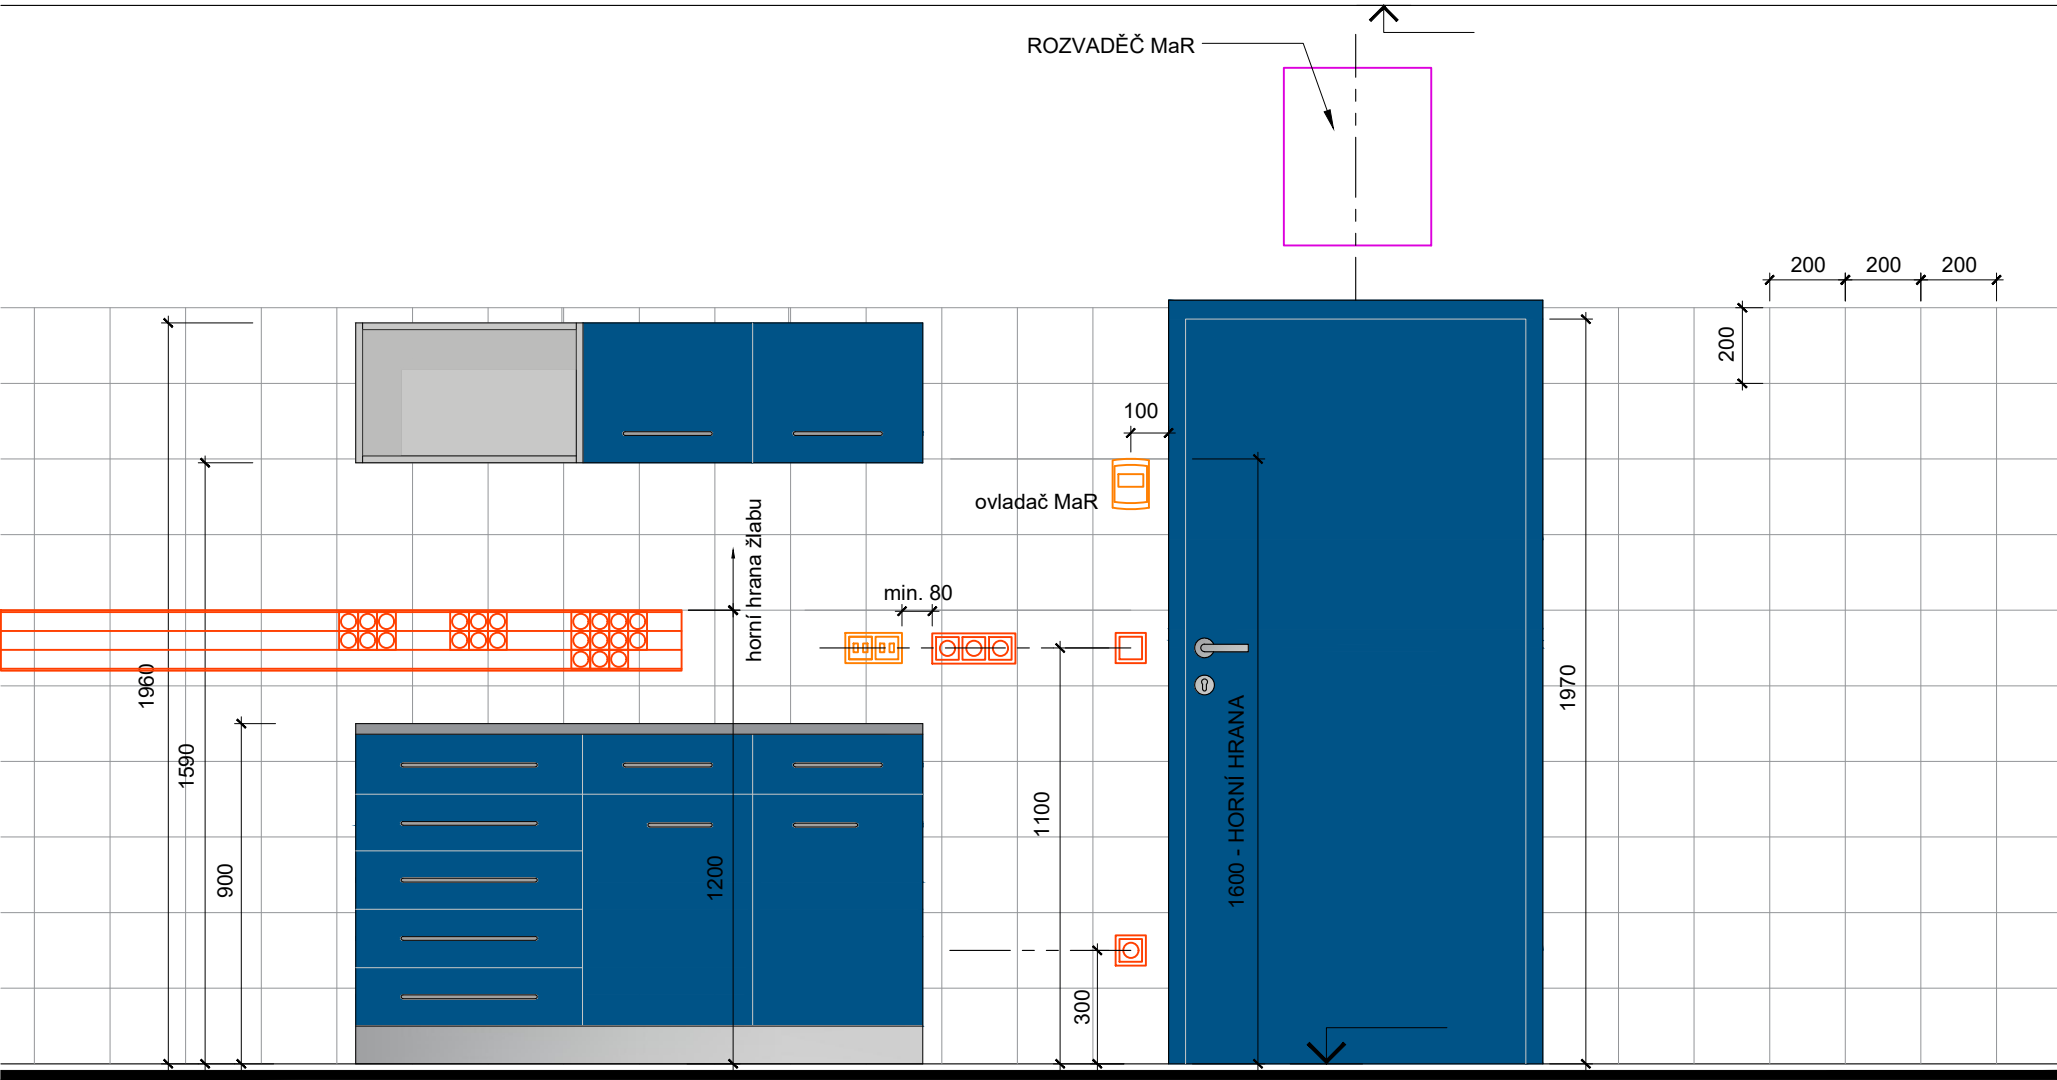 ROZVADĚČ MaR
200
200
200
200
100
ovladač MaR
horní hrana žlabu
min. 80
1960
1590
900
1200
1100
300
1600 - HORNÍ HRANA
1970